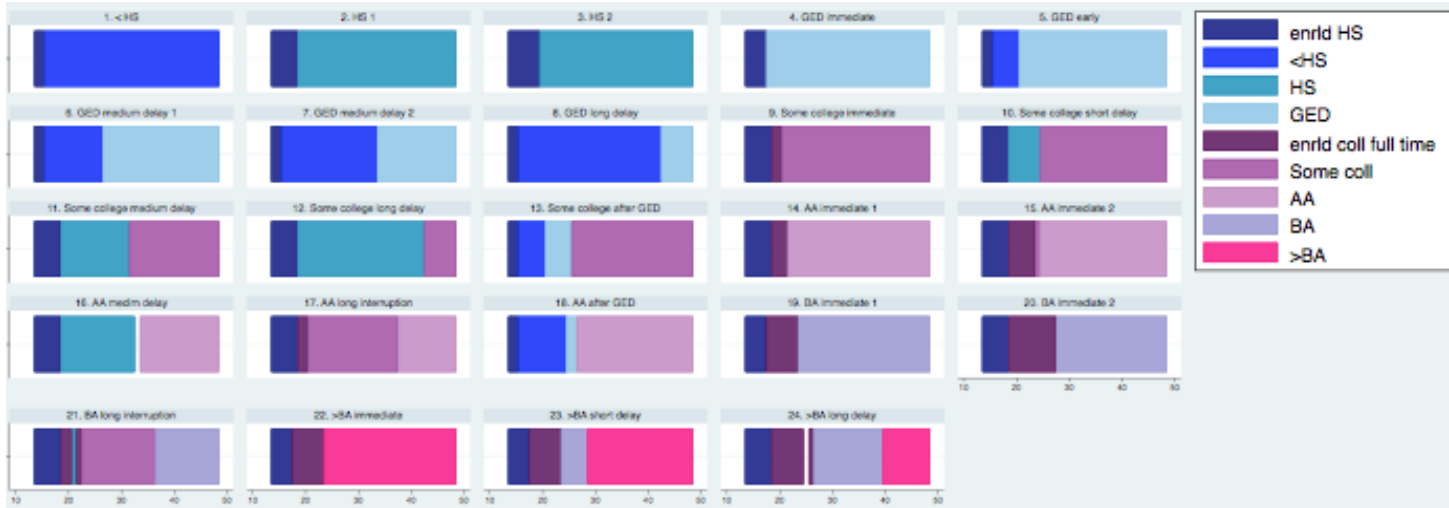 1. < HS
2. HS 1
3. HS 2
4. GED immediate
5. GED early
6. GED medium delay 1
7. GED medium delay 2
8. GED long delay
9. Some college immediate
10. Some college short delay
11. Some college medium delay
12. Some college long delay
13. Some college after GED
14. AA immediate 1
15. AA immediate 2
16. AA medim delay
17. AA long interruption
18. AA after GED
19. BA immediate 1
20. BA immediate 2
10 20 30 40 50
21. BA long interruption
22. >BA immediate
23. >BA short delay
24. >BA long delay
10 20 30 40 50
10 20 30 40 50
10 20 30 40 50
10 20 30 40 50
enrld HS
<HS
HS
GED
enrld coll full time
Some coll
AA
BA
>BA